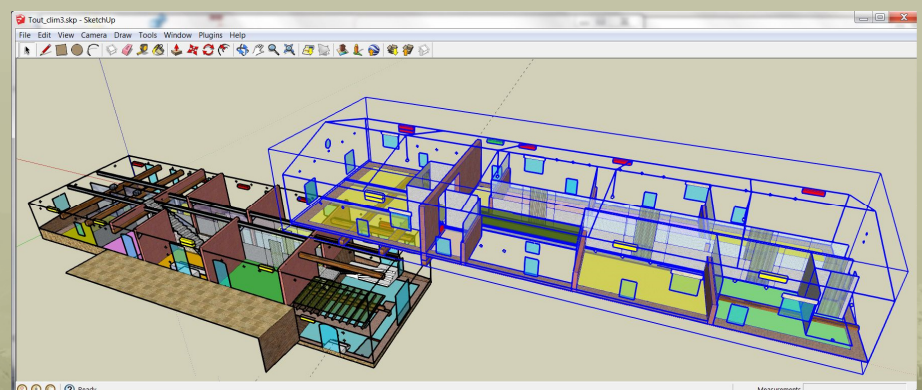 Tout_clim3.skp - SketchUp
File Edit View Camera Draw Tools Window Plugins Help
Ready
Measurements